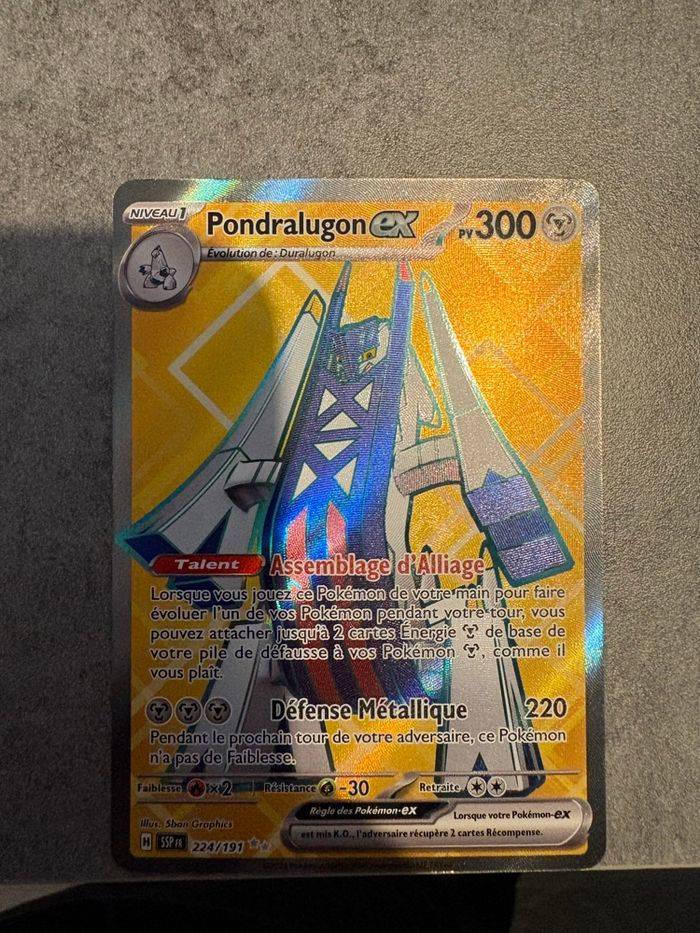 NIVEAU 1 Pondralugon ex PV 300
Évolution de : Duralugon
Talent Assemblage d'Alliage
Lorsque vous jouez ce Pokémon de votre main pour faire
évoluer l'un de vos Pokémon pendant votre tour, vous
pouvez attacher jusqu'à 2 cartes Énergie de base de
votre pile de défausse à vos Pokémon , comme il
vous plaît.
Défense Métallique 220
Pendant le prochain tour de votre adversaire, ce Pokémon
n'a pas de Faiblesse.
Faiblesse ×2 Résistance -30 Retraite
Règle des Pokémon-ex Lorsque votre Pokémon-ex
est mis K.O., l'adversaire récupère 2 cartes Récompense.
Illus. 5ban Graphics
H SSP FR 224/191